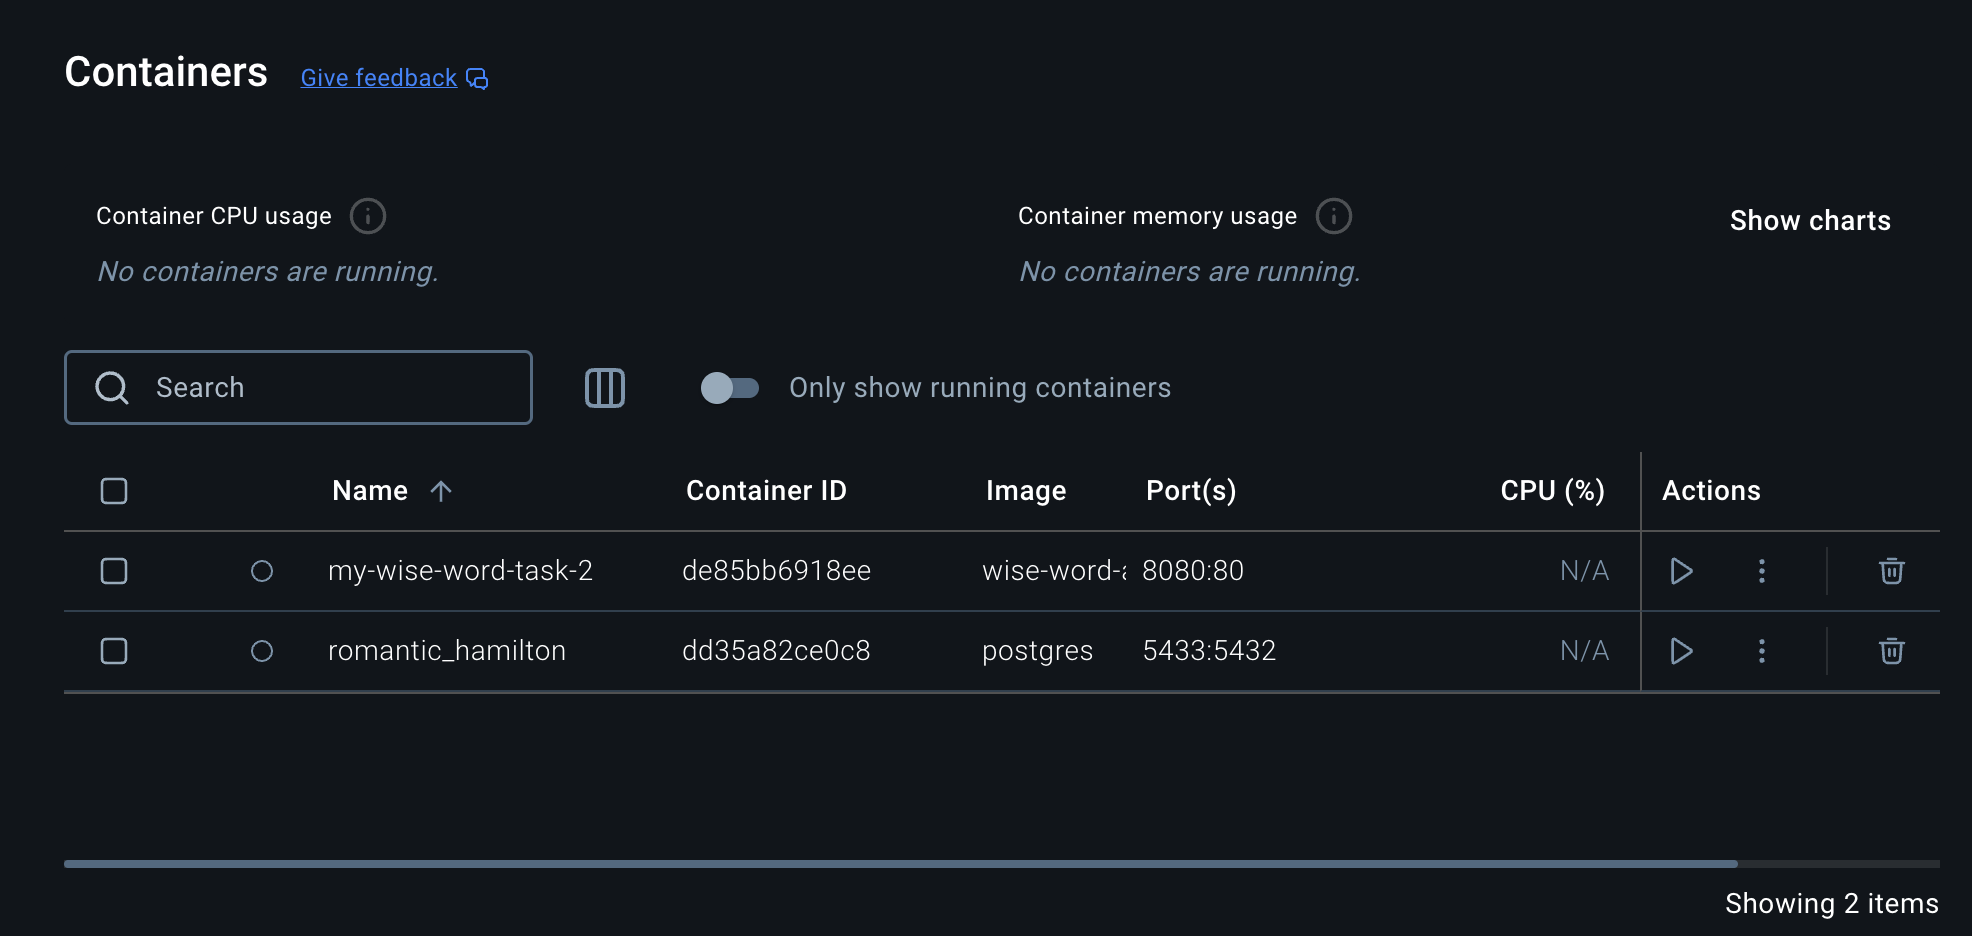 Containers Give feedback
Container CPU usage Container memory usage Show charts
No containers are running. No containers are running.
Search Only show running containers
Name Container ID Image Port(s) CPU (%) Actions
my-wise-word-task-2 de85bb6918ee wise-word- 8080:80 N/A
romantic_hamilton dd35a82ce0c8 postgres 5433:5432 N/A
Showing 2 items